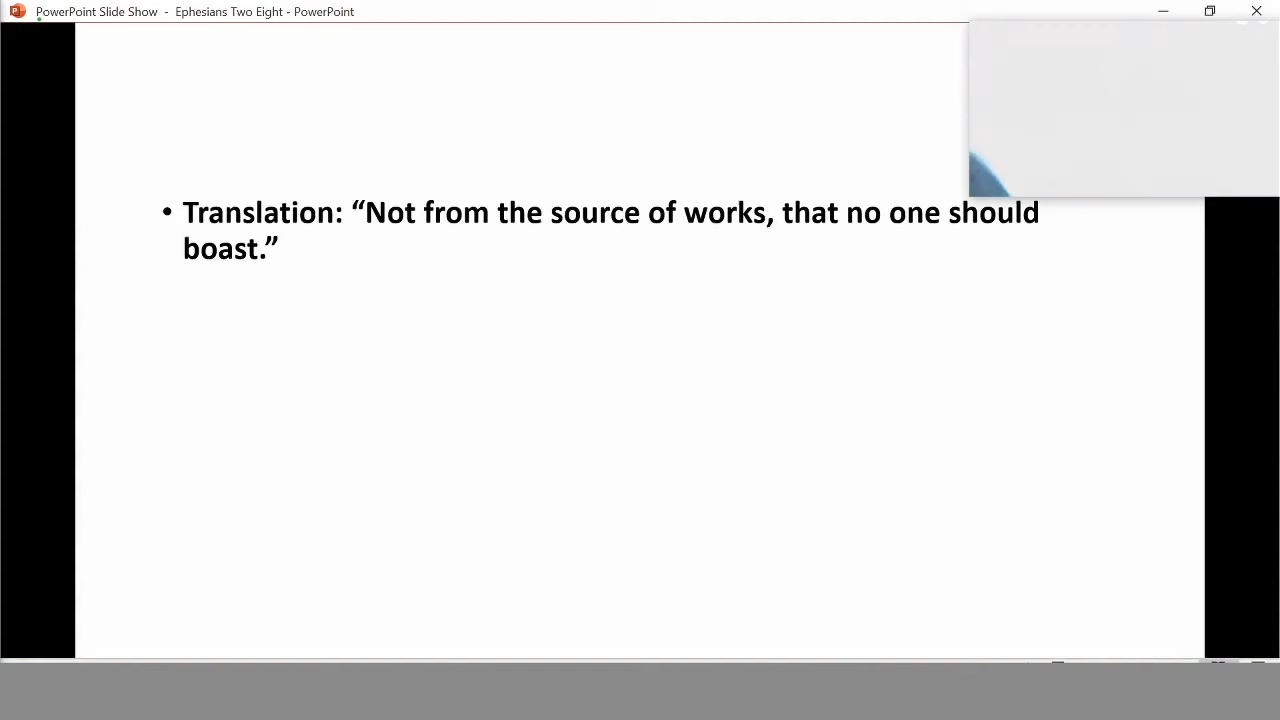 PowerPoint Slide Show - Ephesians Two Eight - PowerPoint
• Translation: “Not from the source of works, that no one should
boast.”